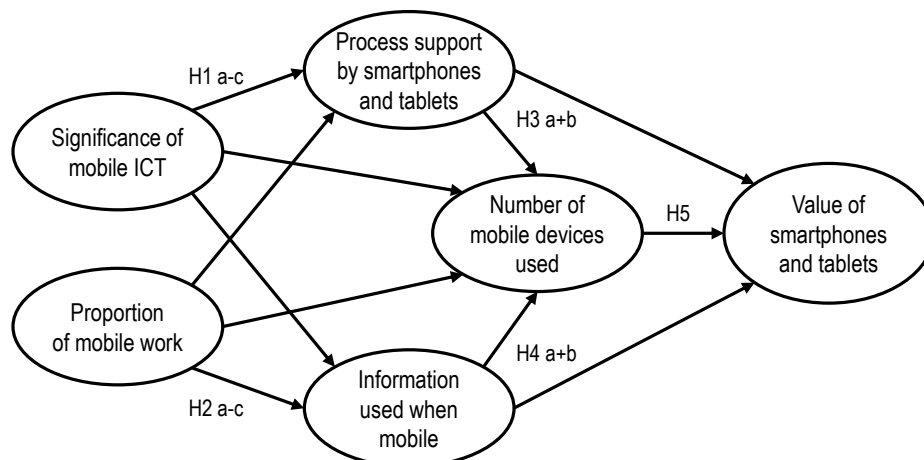 Process support
by smartphones
and tablets
H1 a-c
H3 a+b
Significance of
mobile ICT
Number of
mobile devices
used
H5
Value of
smartphones
and tablets
Proportion
of mobile work
H4 a+b
H2 a-c
Information
used when
mobile